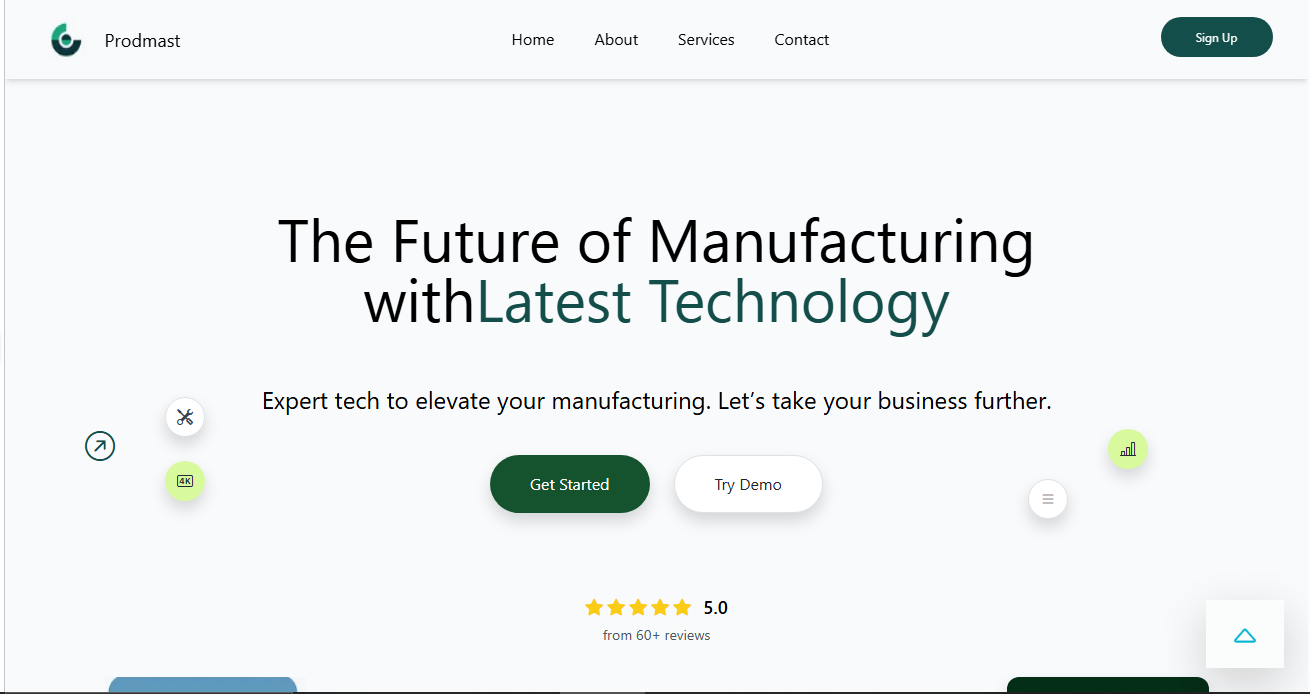 Prodmast
Home About Services Contact
Sign Up
The Future of Manufacturing
withLatest Technology
Expert tech to elevate your manufacturing. Let’s take your business further.
4K
Get Started
Try Demo
5.0
from 60+ reviews